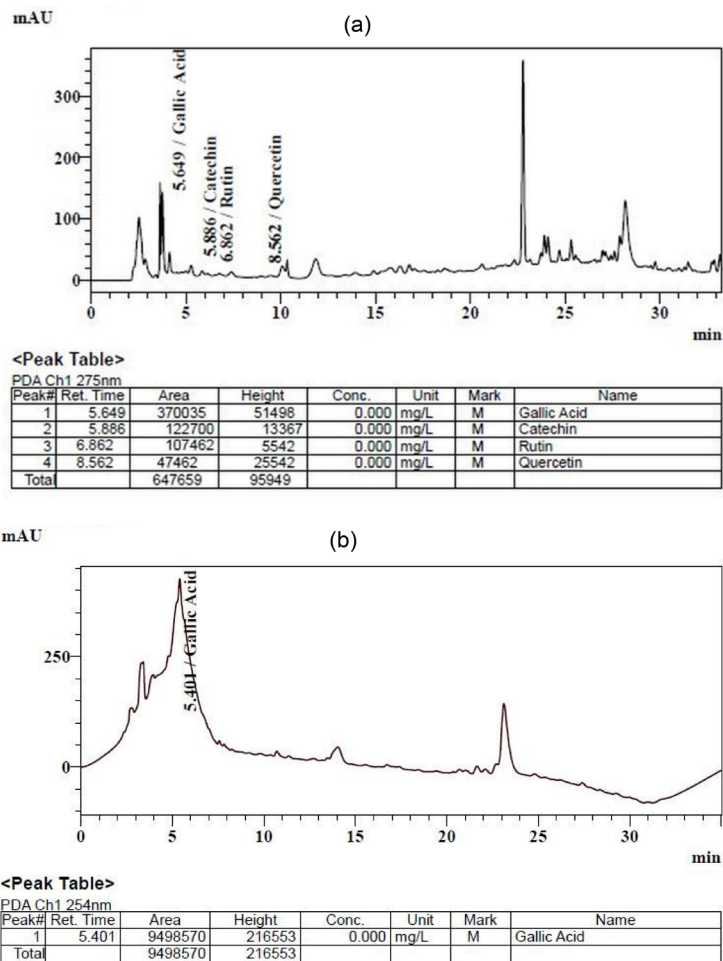 mAU
(a)
300
200
100
0
5.649 / Gallic Acid
5.886 / Catechin
6.862 / Rutin
8.562 / Quercetin
0 5 10 15 20 25 30
min
<Peak Table>
PDA Ch1 275nm
Peak# Ret. Time Area Height Conc. Unit Mark Name
1 5.649 370035 51498 0.000 mg/L M Gallic Acid
2 5.886 122700 13367 0.000 mg/L M Catechin
3 6.862 107462 5542 0.000 mg/L M Rutin
4 8.562 47462 25542 0.000 mg/L M Quercetin
Total 647659 95949
mAU
(b)
250
0
5.401 / Gallic Acid
0 5 10 15 20 25 30
min
<Peak Table>
PDA Ch1 254nm
Peak# Ret. Time Area Height Conc. Unit Mark Name
1 5.401 9498570 216553 0.000 mg/L M Gallic Acid
Total 9498570 216553